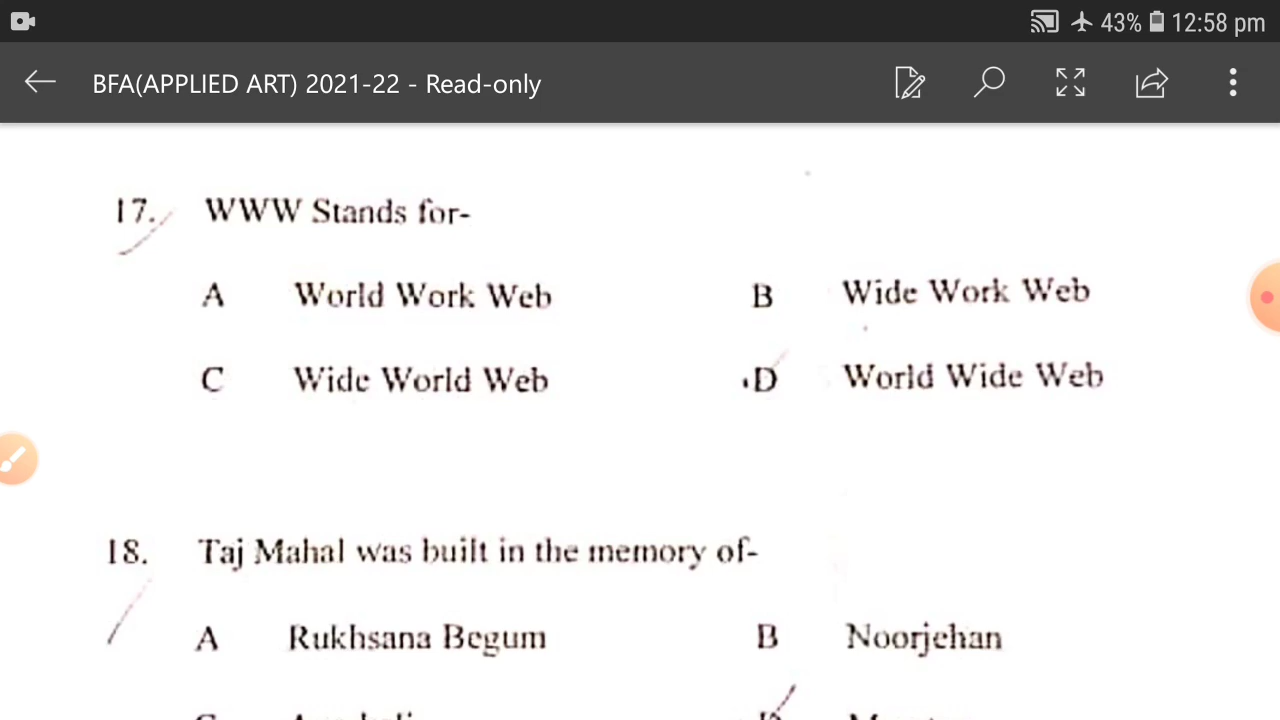 43% 12:58 pm
BFA(APPLIED ART) 2021-22 - Read-only
17. WWW Stands for-
A World Work Web B Wide Work Web
C Wide World Web D World Wide Web
18. Taj Mahal was built in the memory of-
A Rukhsana Begum B Noorjehan